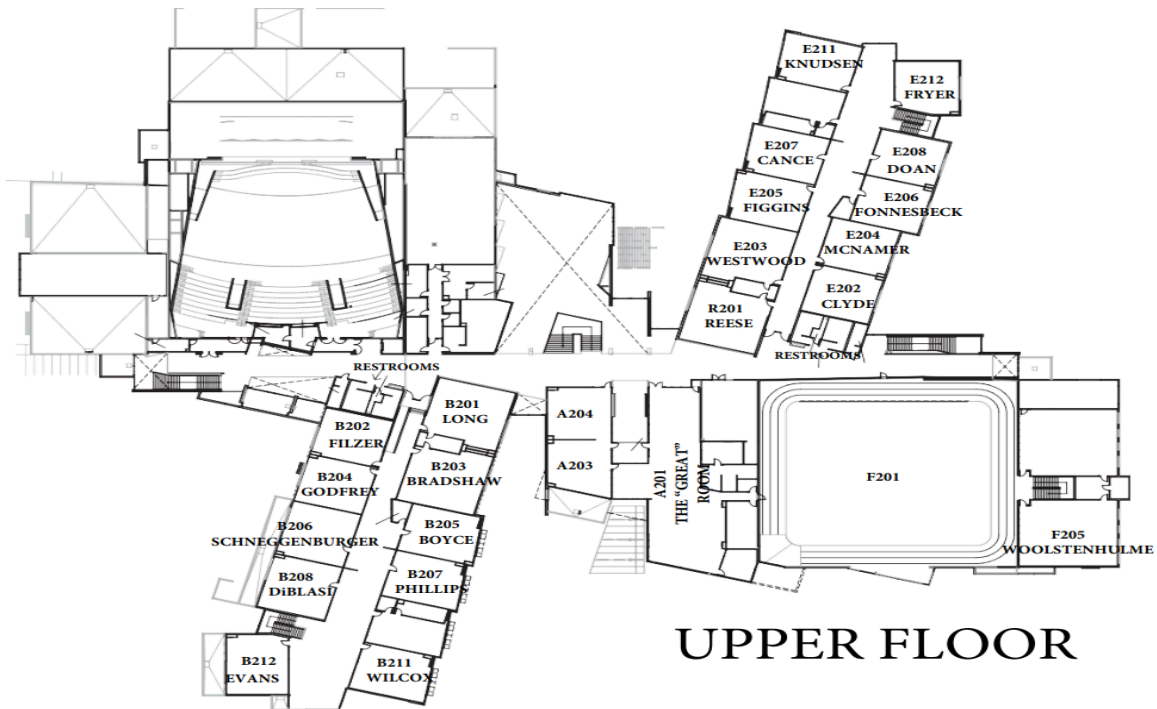 E211
KNUDSEN
E212
FRYER
E207
CANCE
E208
DOAN
E205
FIGGINS
E206
FONNESBECK
E203
WESTWOOD
E204
MCNAMER
E202
CLYDE
R201
REESE
RESTROOMS
RESTROOMS
B201
LONG
B202
FILZER
B203
BRADSHAW
B204
GODFREY
B205
BOYCE
B206
SCHNEGGENBURGER
B207
PHILLIPS
B208
DiBLASI
B211
WILCOX
B212
EVANS
A204
A203
A201
THE "GREAT"
ROOM
F201
F205
WOOLSTENHULME
UPPER FLOOR